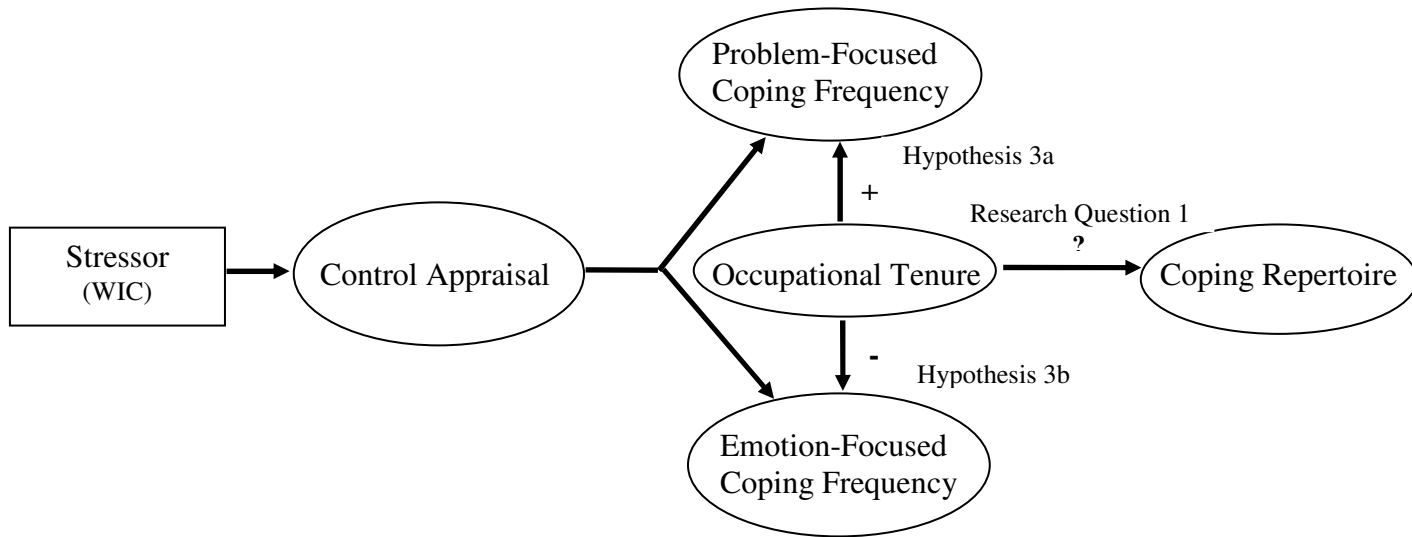 Problem-Focused
Coping Frequency
Hypothesis 3a
+
Research Question 1
?
Stressor
(WIC)
Control Appraisal
Occupational Tenure
Coping Repertoire
-
Hypothesis 3b
Emotion-Focused
Coping Frequency